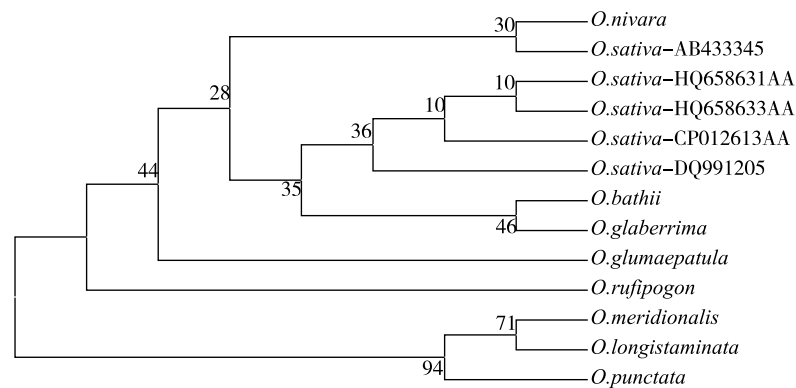 30
O.nivara
O.sativa-AB433345
28
10
O.sativa-HQ658631AA
10
O.sativa-HQ658633AA
36
O.sativa-CP012613AA
44
O.sativa-DQ991205
35
O.bathii
46
O.glaberrima
O.glumaepatula
O.rufipogon
71
O.meridionalis
O.longistaminata
94
O.punctata